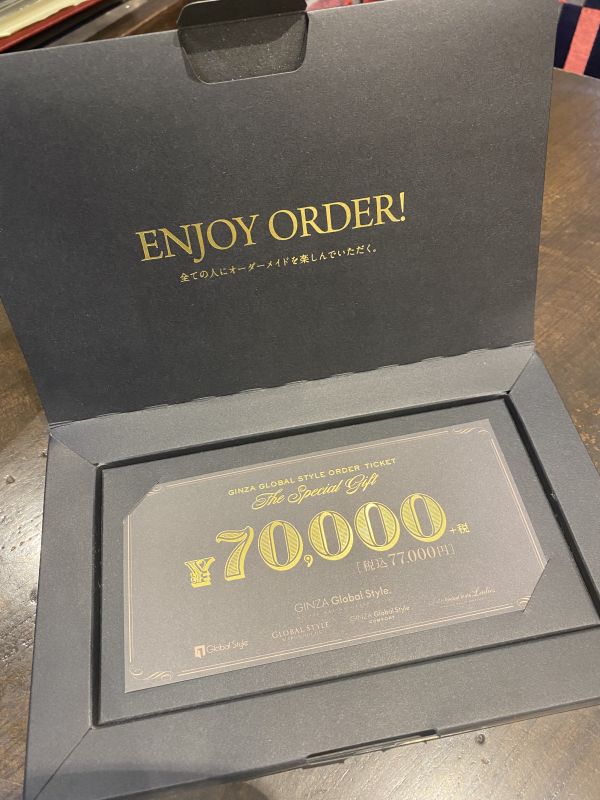 ENJOY ORDER!
全ての人にオーダーメイドを楽しんでいただく。
GINZA GLOBAL STYLE ORDER TICKET
The Special Gift
¥70,000+税
[税込77,000円]
GINZA Global Style.
Global Style
GLOBAL STYLE
GINZA Global Style
COMFORT
Ladies